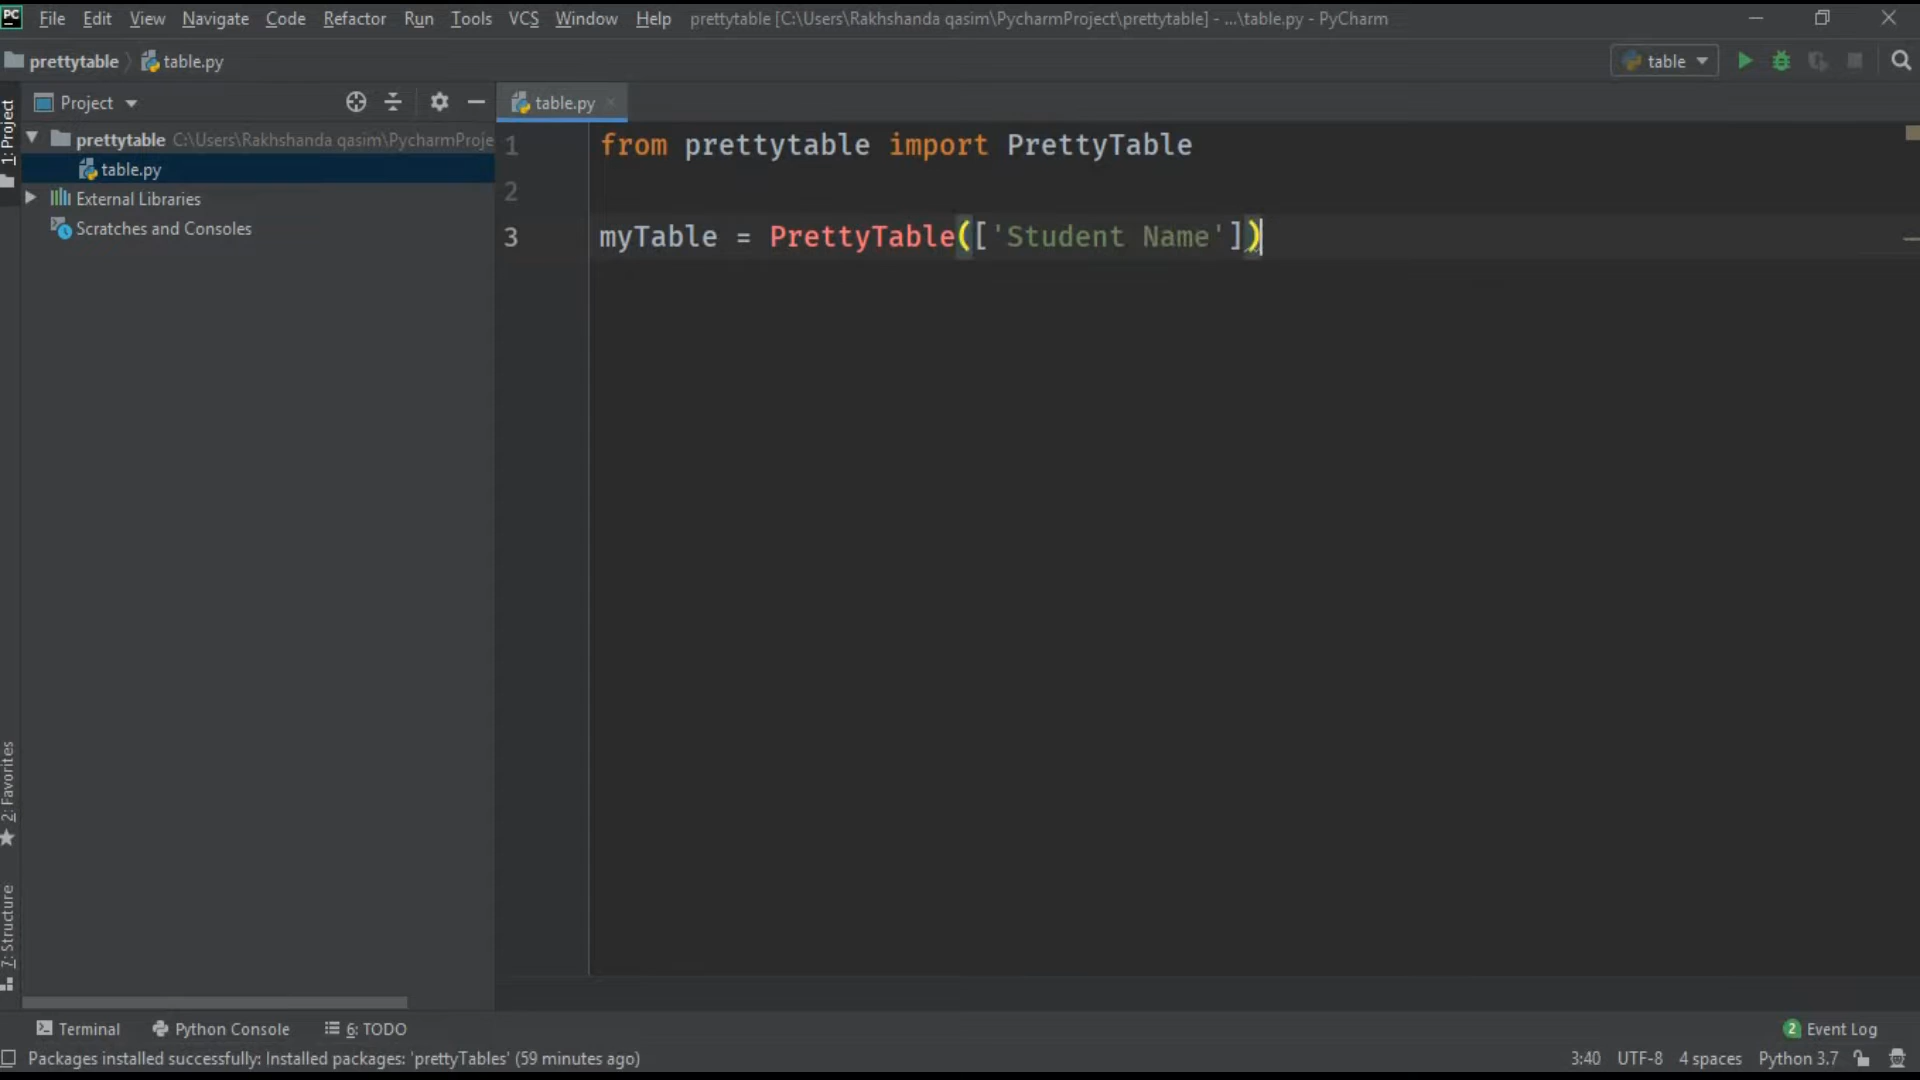 PC File Edit View Navigate Code Refactor Run Tools VCS Window Help prettytable [C:\Users\Rakhshanda qasim\PycharmProject\prettytable] - ...\table.py - PyCharm
prettytable table.py table
1: Project
Project
table.py
prettytable C:\Users\Rakhshanda qasim\PycharmProje
table.py
External Libraries
Scratches and Consoles
1 from prettytable import PrettyTable
2
3 myTable = PrettyTable(['Student Name'])
2: Favorites
7: Structure
Terminal Python Console 6: TODO 2 Event Log
Packages installed successfully: Installed packages: 'prettyTables' (59 minutes ago) 3:40 UTF-8 4 spaces Python 3.7